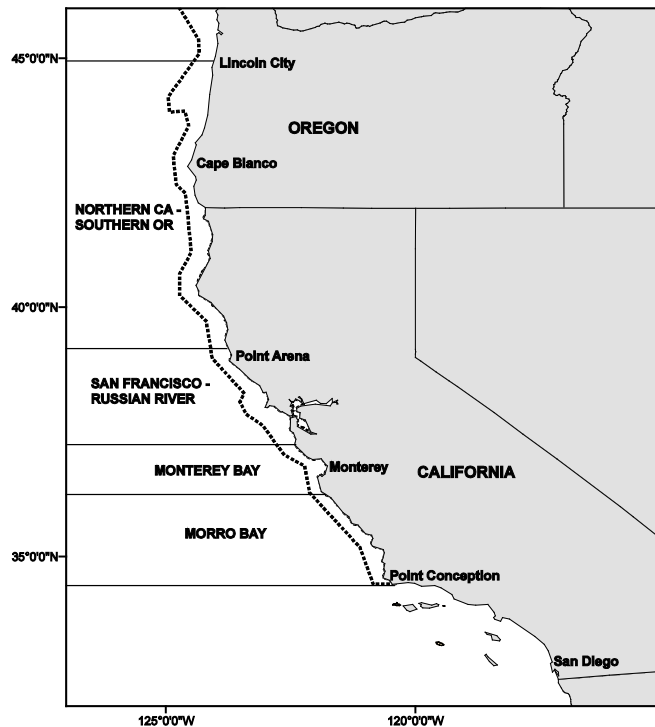 45°0'0"N
Lincoln City
OREGON
Cape Blanco
NORTHERN CA -
SOUTHERN OR
40°0'0"N
Point Arena
SAN FRANCISCO -
RUSSIAN RIVER
MONTEREY BAY
Monterey
CALIFORNIA
MORRO BAY
35°0'0"N
Point Conception
San Diego
125°0'0"W
120°0'0"W